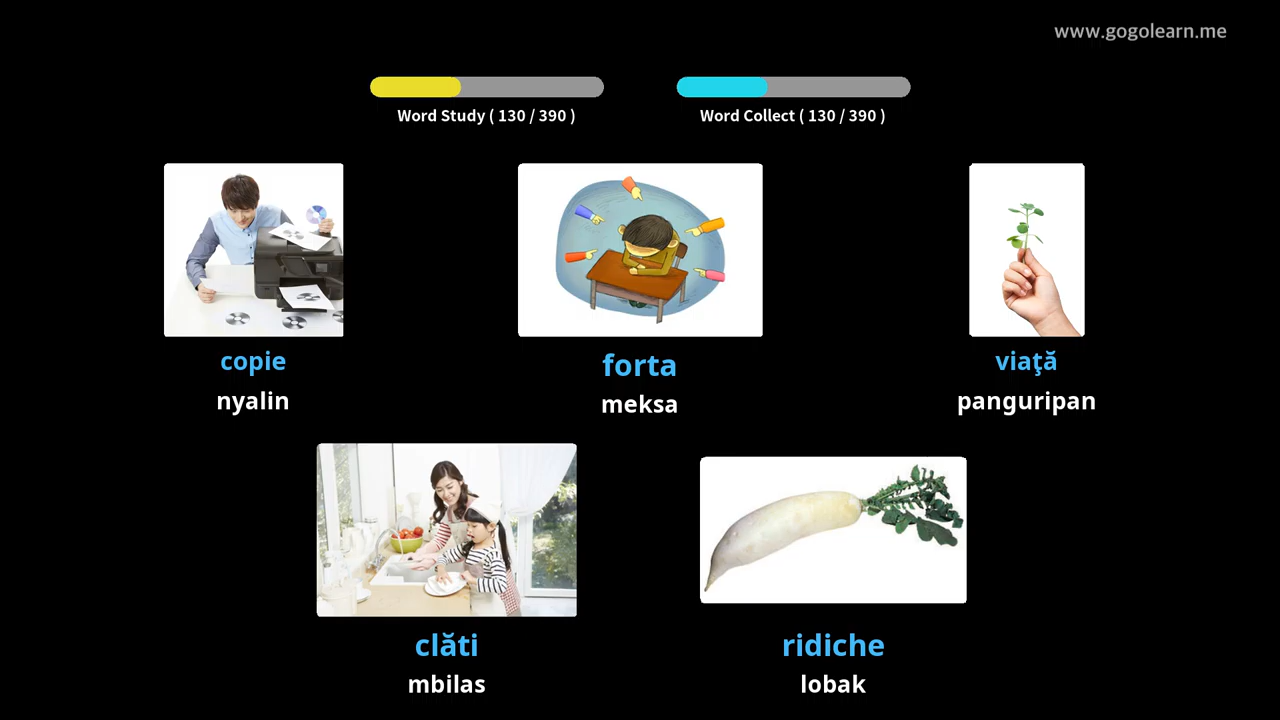 www.gogolearn.me
Word Study ( 130 / 390 )
Word Collect ( 130 / 390 )
copie
nyalin
forta
meksa
viaţă
panguripan
clăti
mbilas
ridiche
lobak